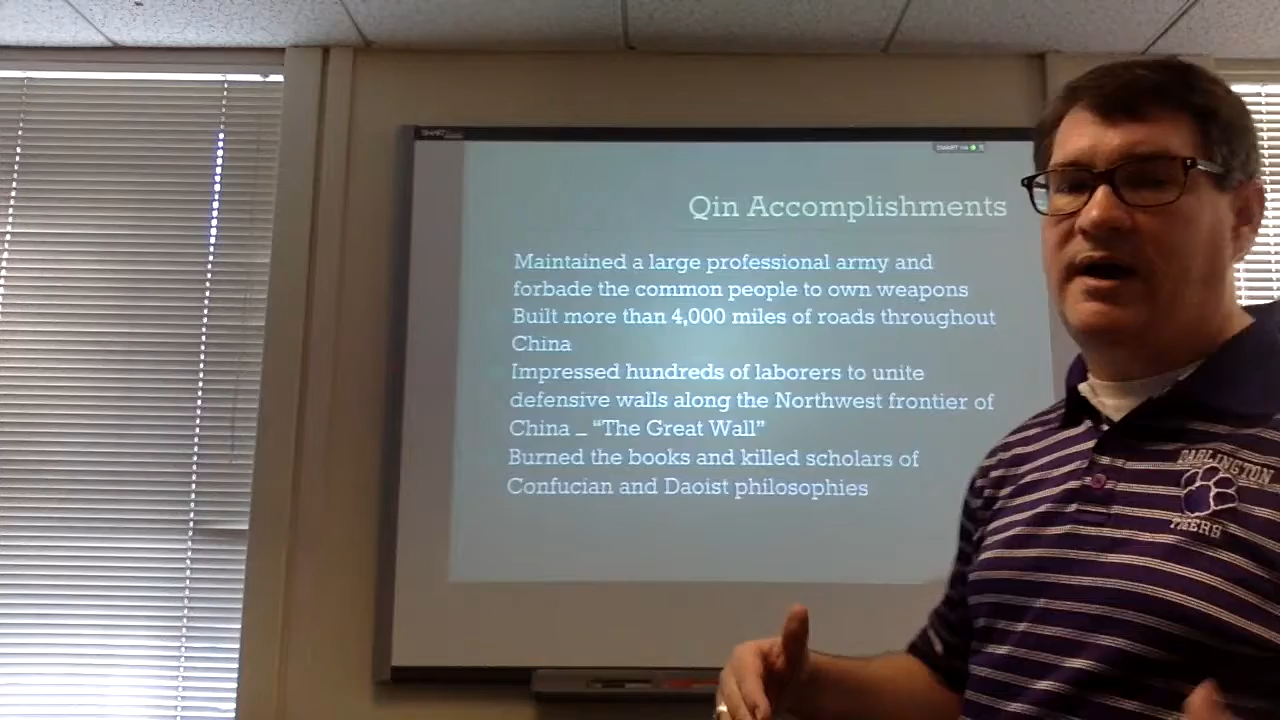 SMART
Qin Accomplishments
Maintained a large professional army and
forbade the common people to own weapons
Built more than 4,000 miles of roads throughout
China
Impressed hundreds of laborers to unite
defensive walls along the Northwest frontier of
China _ “The Great Wall”
Burned the books and killed scholars of
Confucian and Daoist philosophies
DARLINGTON
TIGERS